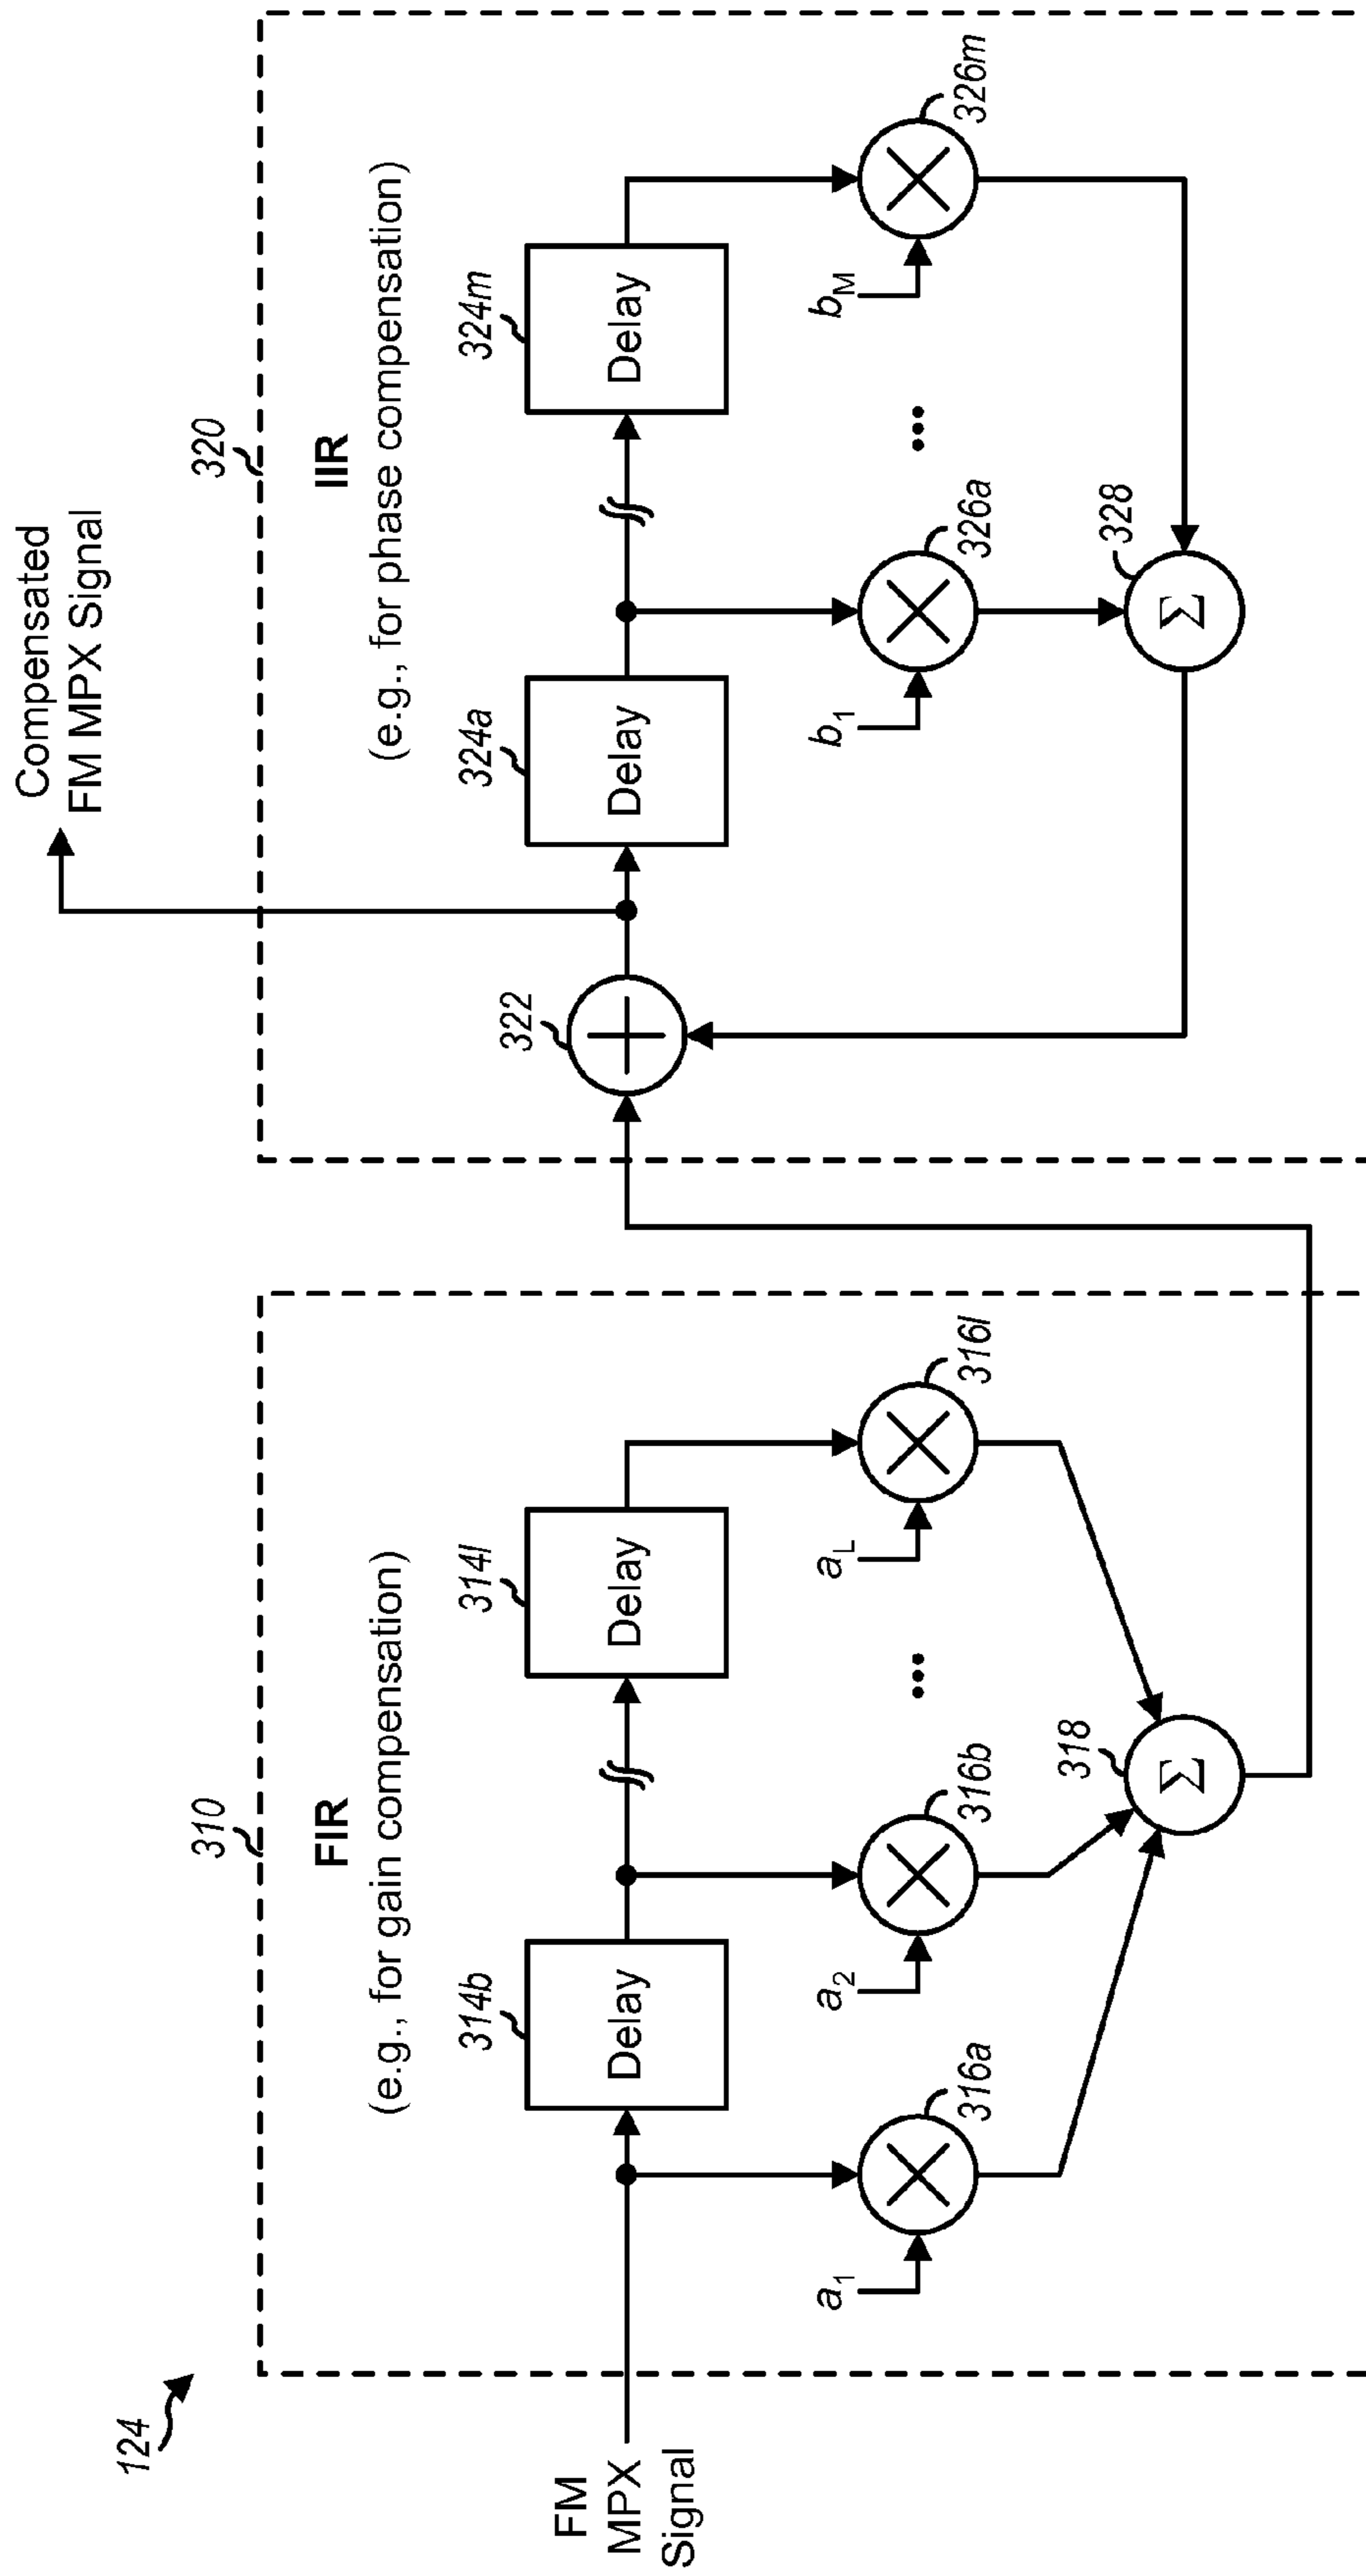 124
FM
MPX
Signal
310
FIR
(e.g., for gain compensation)
314b
Delay
314l
Delay
a1
316a
a2
316b
...
aL
316l
318
Σ
Compensated
FM MPX Signal
320
IIR
(e.g., for phase compensation)
322
324a
Delay
324m
Delay
b1
326a
...
bM
326m
328
Σ